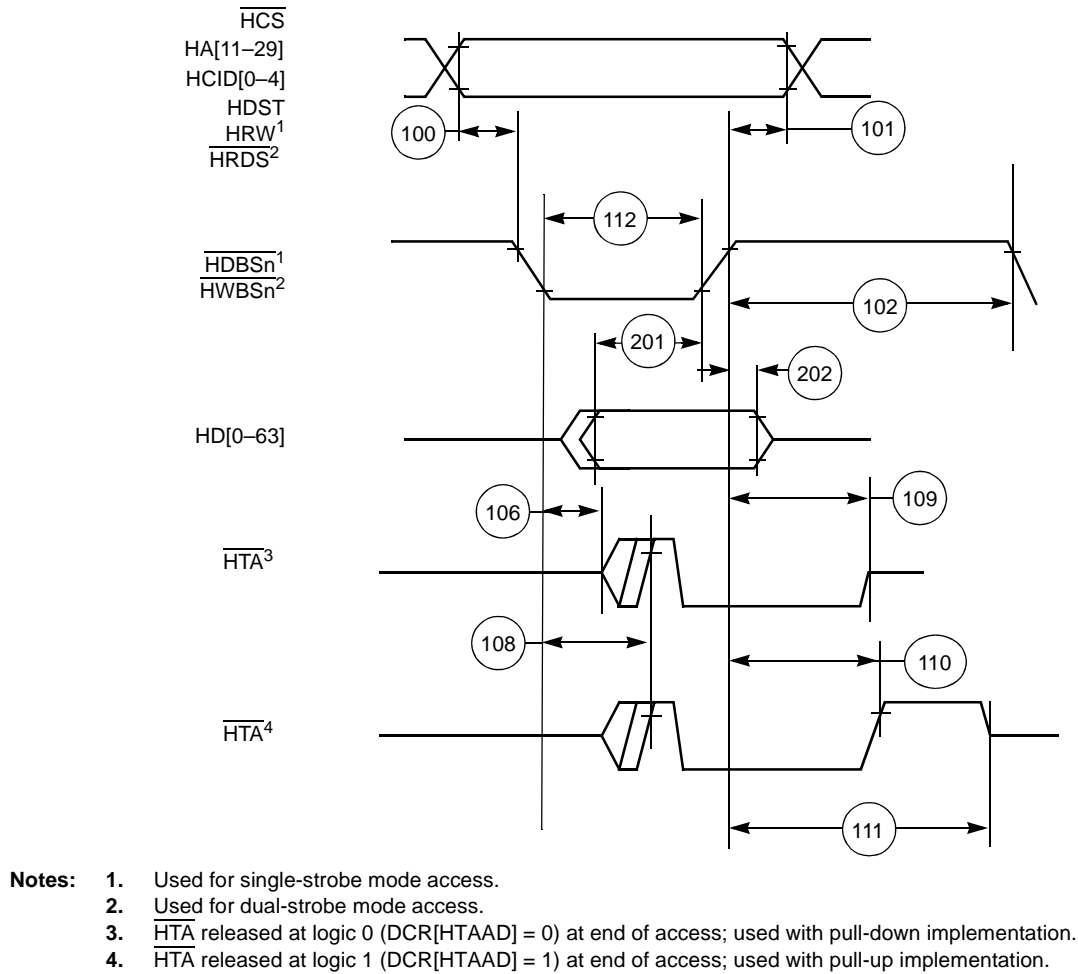 HCS
HA[11–29]
HCID[0–4]
HDST
HRW1
HRDS2
100
101
112
HDBSn1
HWBSn2
102
201
202
HD[0–63]
106
109
HTA3
108
110
HTA4
111
Notes: 1. Used for single-strobe mode access.
2. Used for dual-strobe mode access.
3. HTA released at logic 0 (DCR[HTAAD] = 0) at end of access; used with pull-down implementation.
4. HTA released at logic 1 (DCR[HTAAD] = 1) at end of access; used with pull-up implementation.